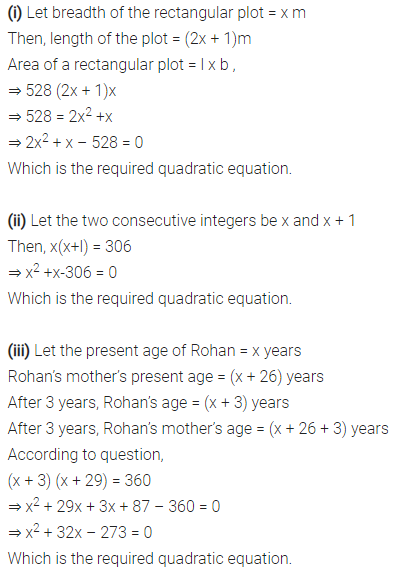 (i) Let breadth of the rectangular plot = x m
Then, length of the plot = (2x + 1)m
Area of a rectangular plot = l x b ,
⇒ 528 (2x + 1)x
⇒ 528 = 2x² +x
⇒ 2x² + x – 528 = 0
Which is the required quadratic equation.
(ii) Let the two consecutive integers be x and x + 1
Then, x(x+l) = 306
⇒ x² +x-306 = 0
Which is the required quadratic equation.
(iii) Let the present age of Rohan = x years
Rohan’s mother’s present age = (x + 26) years
After 3 years, Rohan’s age = (x + 3) years
After 3 years, Rohan’s mother’s age = (x + 26 + 3) years
According to question,
(x + 3) (x + 29) = 360
⇒ x² + 29x + 3x + 87 – 360 = 0
⇒ x² + 32x – 273 = 0
Which is the required quadratic equation.